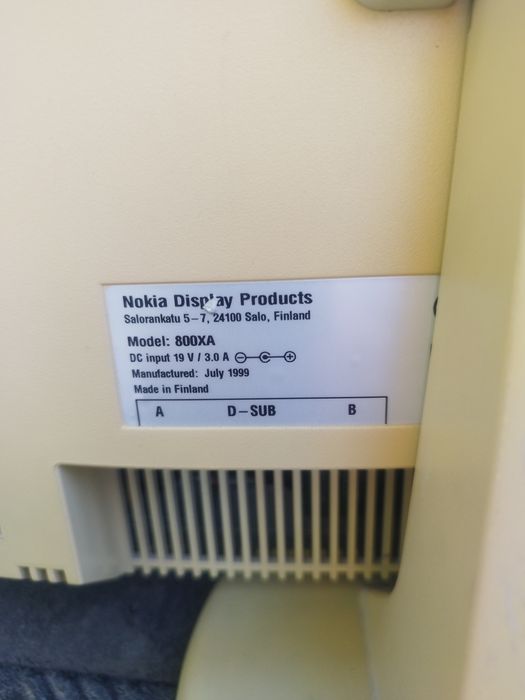 Nokia Display Products
Salorankatu 5-7, 24100 Salo, Finland
Model: 800XA
DC input 19 V / 3.0 A
Manufactured: July 1999
Made in Finland
A D-SUB B